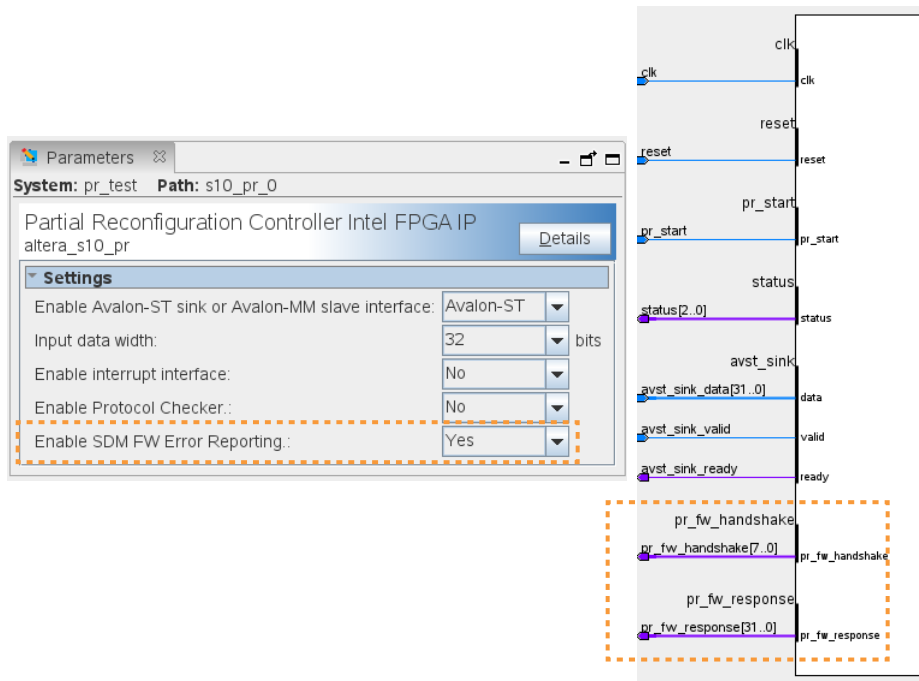 Parameters
System: pr_test Path: s10_pr_0
Partial Reconfiguration Controller Intel FPGA IP
altera_s10_pr
Details
Settings
Enable Avalon-ST sink or Avalon-MM slave interface: Avalon-ST
Input data width: 32 bits
Enable interrupt interface: No
Enable Protocol Checker.: No
Enable SDM FW Error Reporting.: Yes
clk
clk
clk
reset
reset
reset
pr_start
pr_start
pr_start
status
status[2..0]
status
avst_sink
avst_sink_data[31..0]
data
avst_sink_valid
valid
avst_sink_ready
ready
pr_fw_handshake
pr_fw_handshake[7..0]
pr_fw_handshake
pr_fw_response
pr_fw_response[31..0]
pr_fw_response